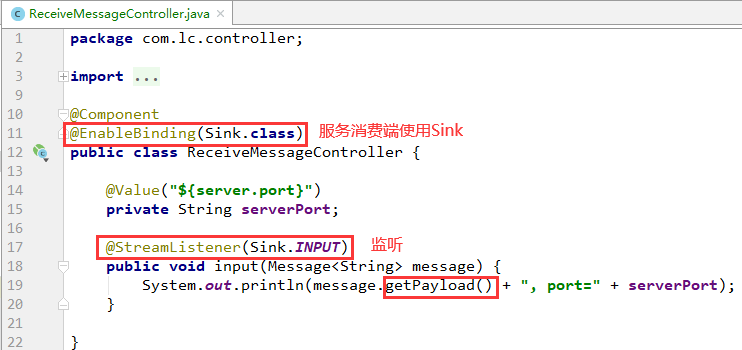 ReceiveMessageController.java ×
1 package com.lc.controller;
2
3 import ...
9
10 @Component
11 @EnableBinding(Sink.class) 服务消费端使用Sink
12 public class ReceiveMessageController {
13
14 @Value("${server.port}")
15 private String serverPort;
16
17 @StreamListener(Sink.INPUT) 监听
18 public void input(Message<String> message) {
19 System.out.println(message.getPayload() + ", port=" + serverPort);
20 }
21
22 }